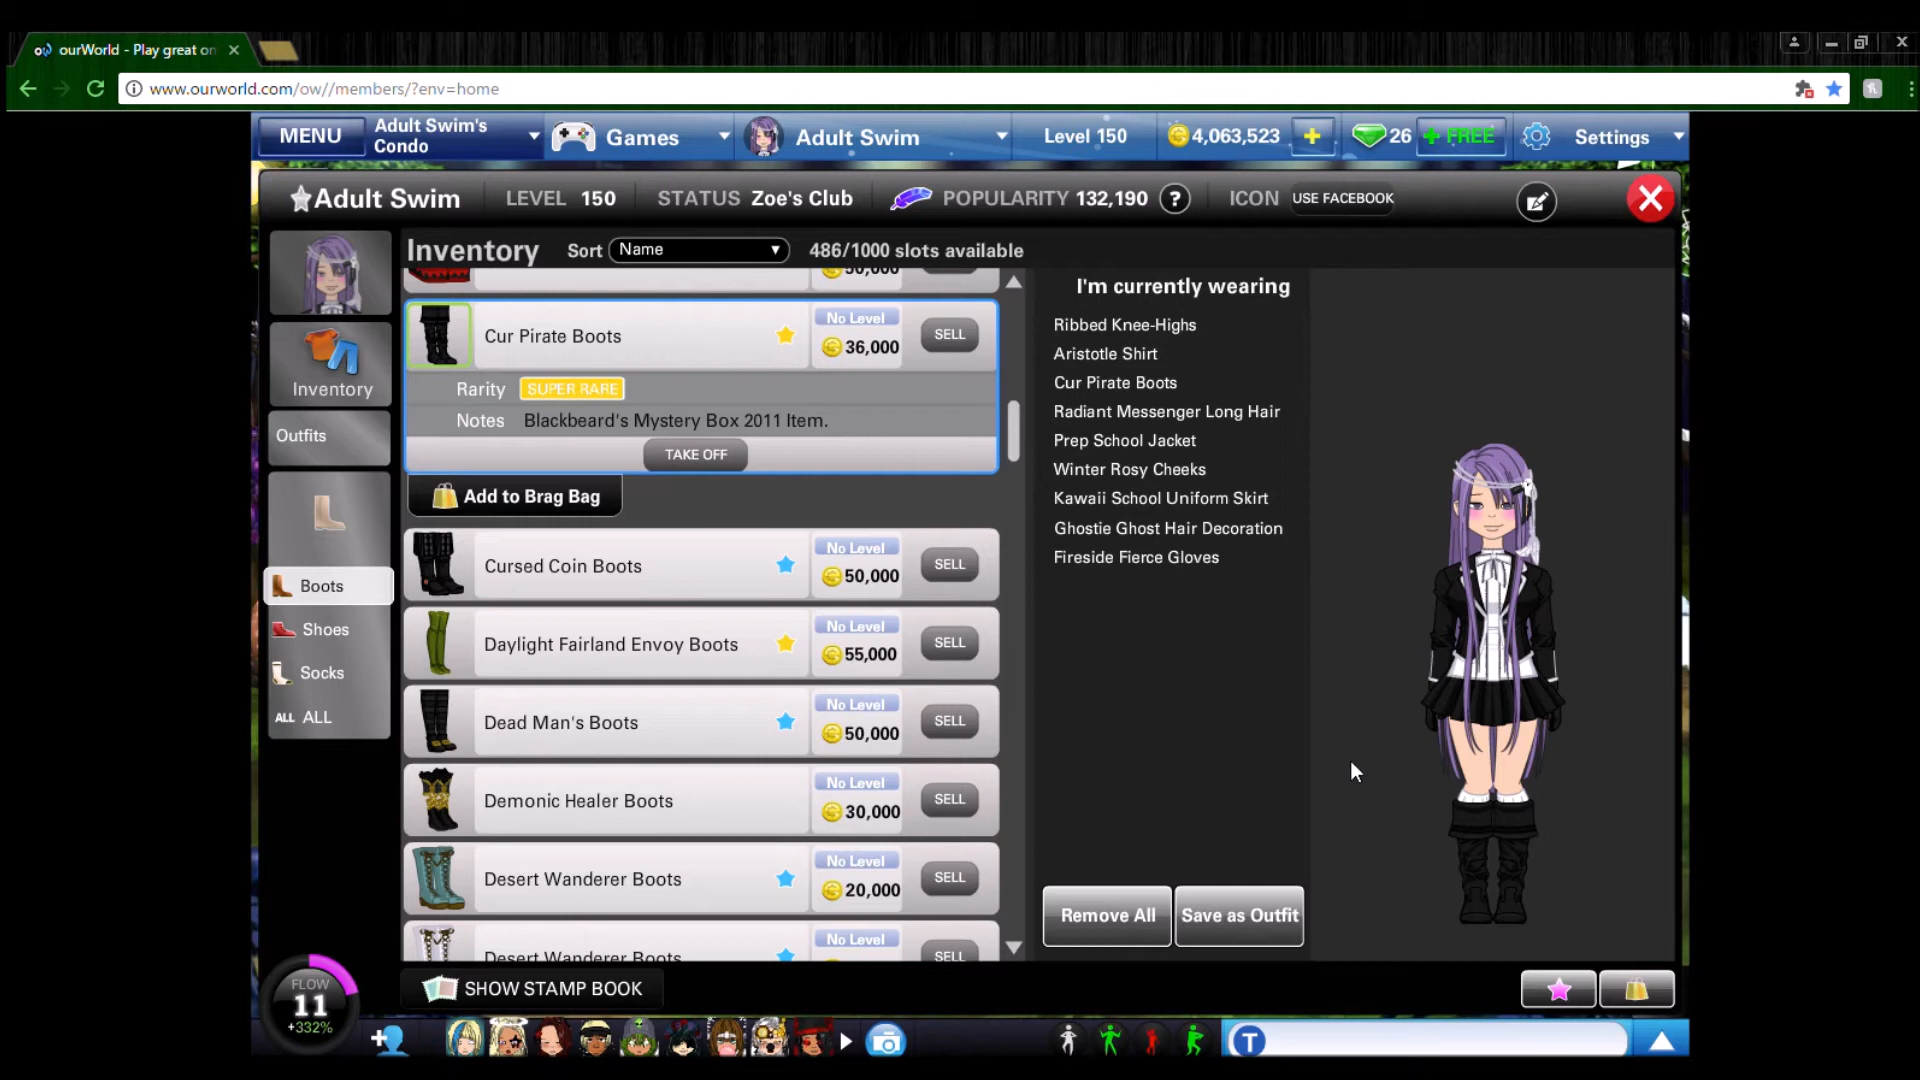 ourWorld - Play great on
www.ourworld.com/ow//members/?env=home
MENU
Adult Swim's
Condo
Games
Adult Swim
Level 150
4,063,523
26
+ FREE
Settings
Adult Swim
LEVEL 150
STATUS Zoe's Club
POPULARITY 132,190
?
ICON
USE FACEBOOK
Inventory
Sort
Name
486/1000 slots available
Inventory
Outfits
Boots
Shoes
Socks
ALL ALL
50,000
Cur Pirate Boots
No Level
36,000
SELL
Rarity
SUPER RARE
Notes
Blackbeard's Mystery Box 2011 Item.
TAKE OFF
Add to Brag Bag
Cursed Coin Boots
No Level
50,000
SELL
Daylight Fairland Envoy Boots
No Level
55,000
SELL
Dead Man's Boots
No Level
50,000
SELL
Demonic Healer Boots
No Level
30,000
SELL
Desert Wanderer Boots
No Level
20,000
SELL
Desert Wanderer Boots
No Level
SELL
I'm currently wearing
Ribbed Knee-Highs
Aristotle Shirt
Cur Pirate Boots
Radiant Messenger Long Hair
Prep School Jacket
Winter Rosy Cheeks
Kawaii School Uniform Skirt
Ghostie Ghost Hair Decoration
Fireside Fierce Gloves
Remove All
Save as Outfit
FLOW
11
+332%
SHOW STAMP BOOK
T